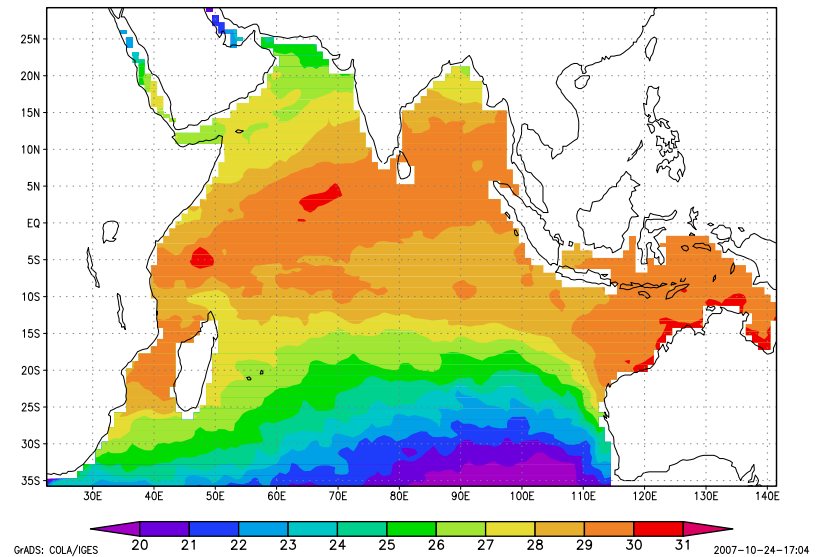 25N
20N
15N
10N
5N
EQ
5S
10S
15S
20S
25S
30S
35S
30E 40E 50E 60E 70E 80E 90E 100E 110E 120E 130E 140E
20 21 22 23 24 25 26 27 28 29 30 31
GrADS: COLA/IGES 2007-10-24-17:04